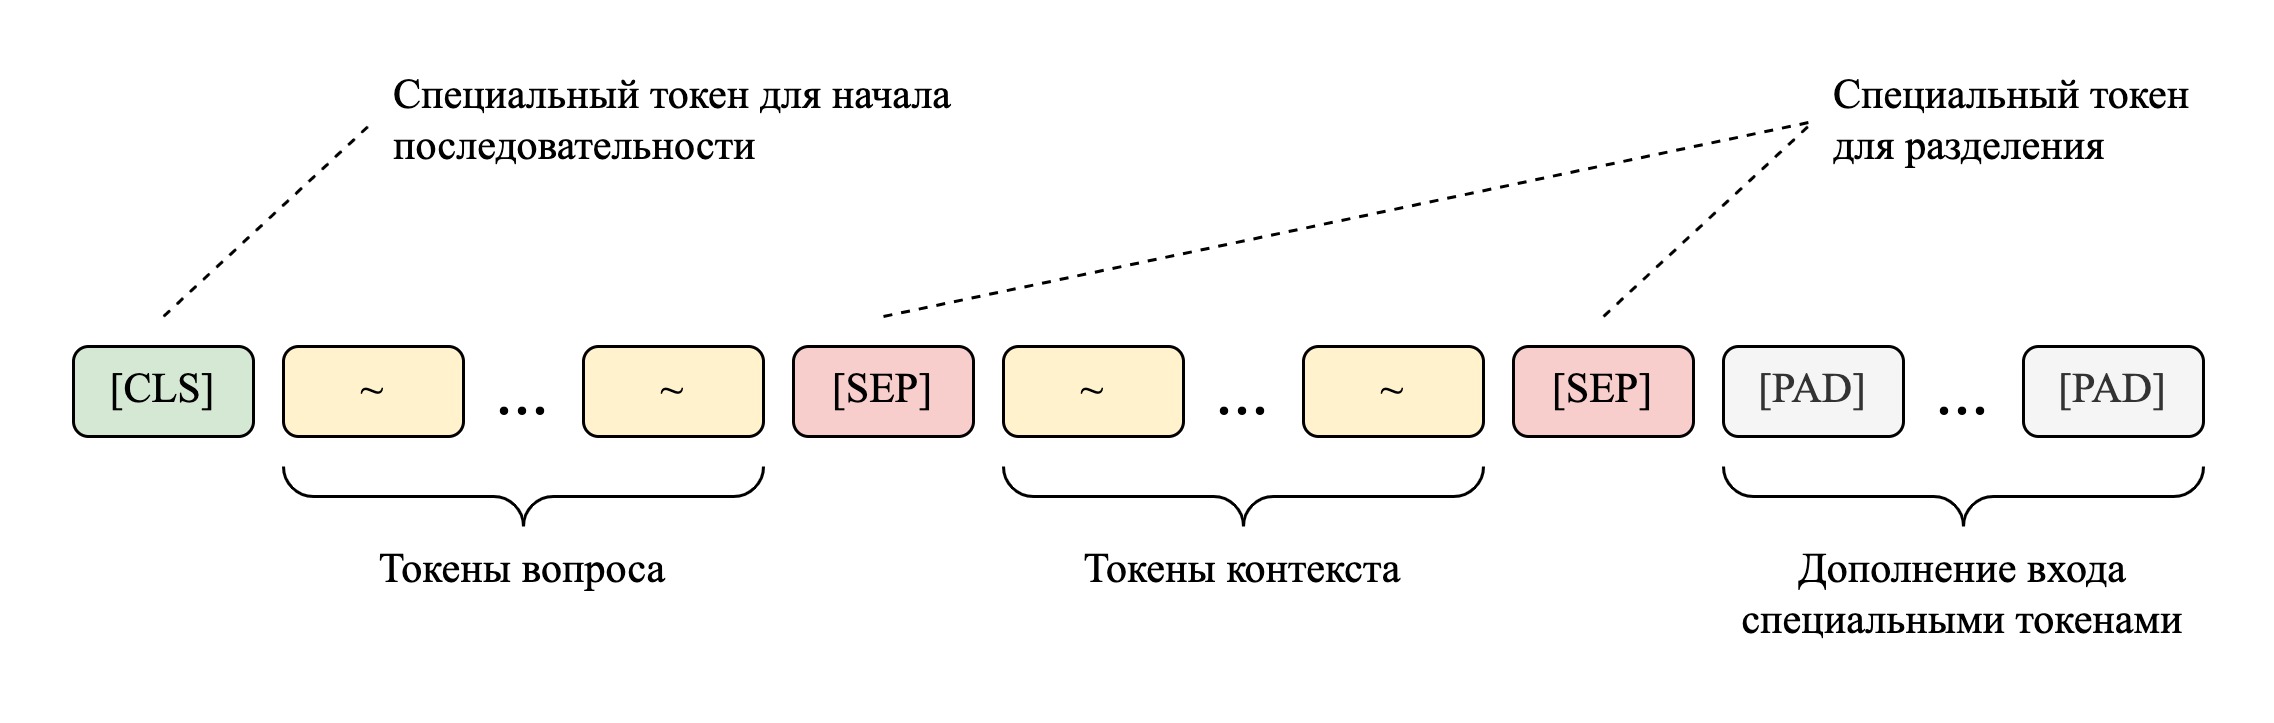 Специальный токен для начала
последовательности
Специальный токен
для разделения
[CLS] ~ ... ~ [SEP] ~ ... ~ [SEP] [PAD] ... [PAD]
Токены вопроса
Токены контекста
Дополнение входа
специальными токенами